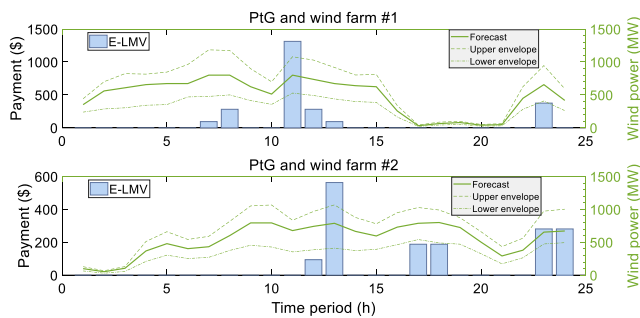 PtG and wind farm #1
1500
1000
500
0
Payment ($)
E-LMV
Forecast
Upper envelope
Lower envelope
1500
1000
500
0
Wind power (MW)
0 5 10 15 20 25
PtG and wind farm #2
600
400
200
0
Payment ($)
E-LMV
Forecast
Upper envelope
Lower envelope
1500
1000
500
0
Wind power (MW)
0 5 10 15 20 25
Time period (h)